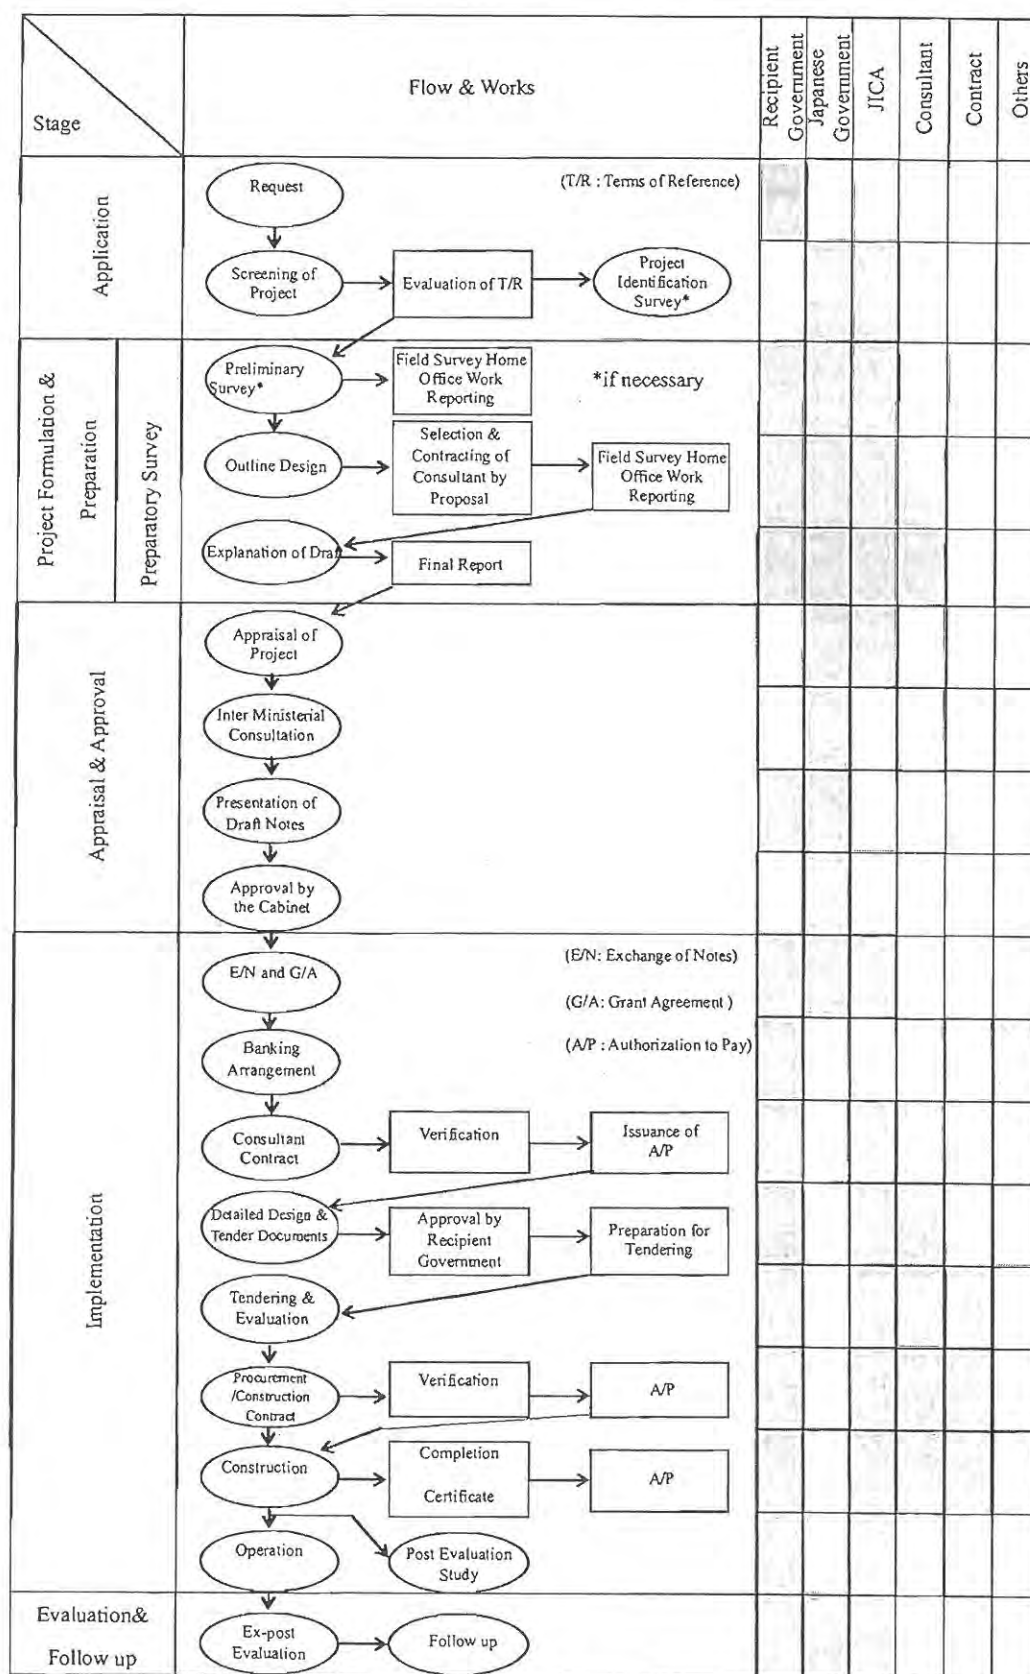 Stage
Flow & Works
Recipient
Government
Japanese
Government
JICA
Consultant
Contract
Others
Application
Request
(T/R : Terms of Reference)
Screening of
Project
Evaluation of T/R
Project
Identification
Survey*
Project Formulation &
Preparation
Preparatory Survey
Preliminary
Survey*
Field Survey Home
Office Work
Reporting
*if necessary
Outline Design
Selection &
Contracting of
Consultant by
Proposal
Field Survey Home
Office Work
Reporting
Explanation of Draft
Final Report
Appraisal & Approval
Appraisal of
Project
Inter Ministerial
Consultation
Presentation of
Draft Notes
Approval by
the Cabinet
Implementation
E/N and G/A
(E/N: Exchange of Notes)
(G/A: Grant Agreement )
(A/P : Authorization to Pay)
Banking
Arrangement
Consultant
Contract
Verification
Issuance of
A/P
Detailed Design &
Tender Documents
Approval by
Recipient
Government
Preparation for
Tendering
Tendering &
Evaluation
Procurement
/Construction
Contract
Verification
A/P
Construction
Completion
Certificate
A/P
Operation
Post Evaluation
Study
Evaluation&
Follow up
Ex-post
Evaluation
Follow up